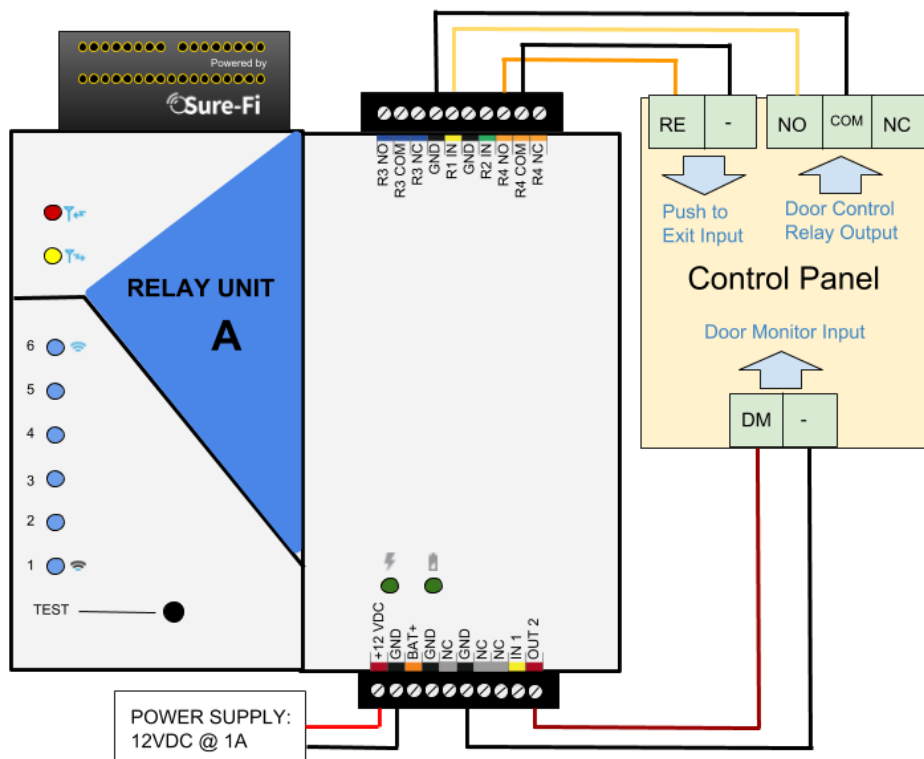 Powered by
Sure-Fi
R3 NO
R3 COM
R3 NC
GND
R1 IN
GND
R2 IN
R4 NO
R4 COM
R4 NC
RE
-
NO
COM
NC
Push to
Exit Input
Door Control
Relay Output
Control Panel
Door Monitor Input
DM
-
RELAY UNIT
A
6
5
4
3
2
1
TEST
+12 VDC
GND
BAT+
GND
NC
GND
NC
NC
IN 1
OUT 2
POWER SUPPLY:
12VDC @ 1A